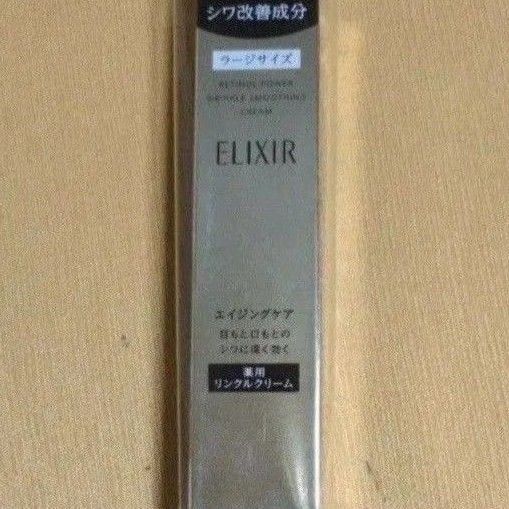 シワ改善成分
ラージサイズ
RETINOL POWER
WRINKLE SMOOTHING
CREAM
ELIXIR
エイジングケア
目もと口もとの
シワに深く効く
薬用
リンクルクリーム